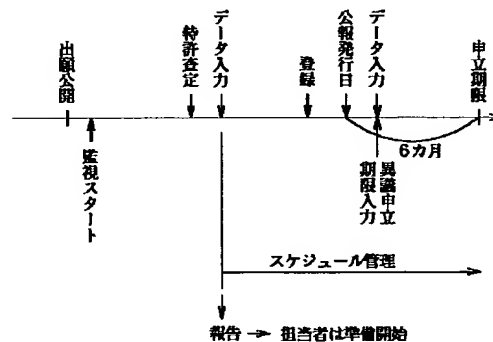 出願公開
監視スタート
特許査定
データ入力
登録
公報発行日
データ入力
申立期限
6カ月
異議申立
期限入力
スケジュール管理
報告 → 担当者は準備開始